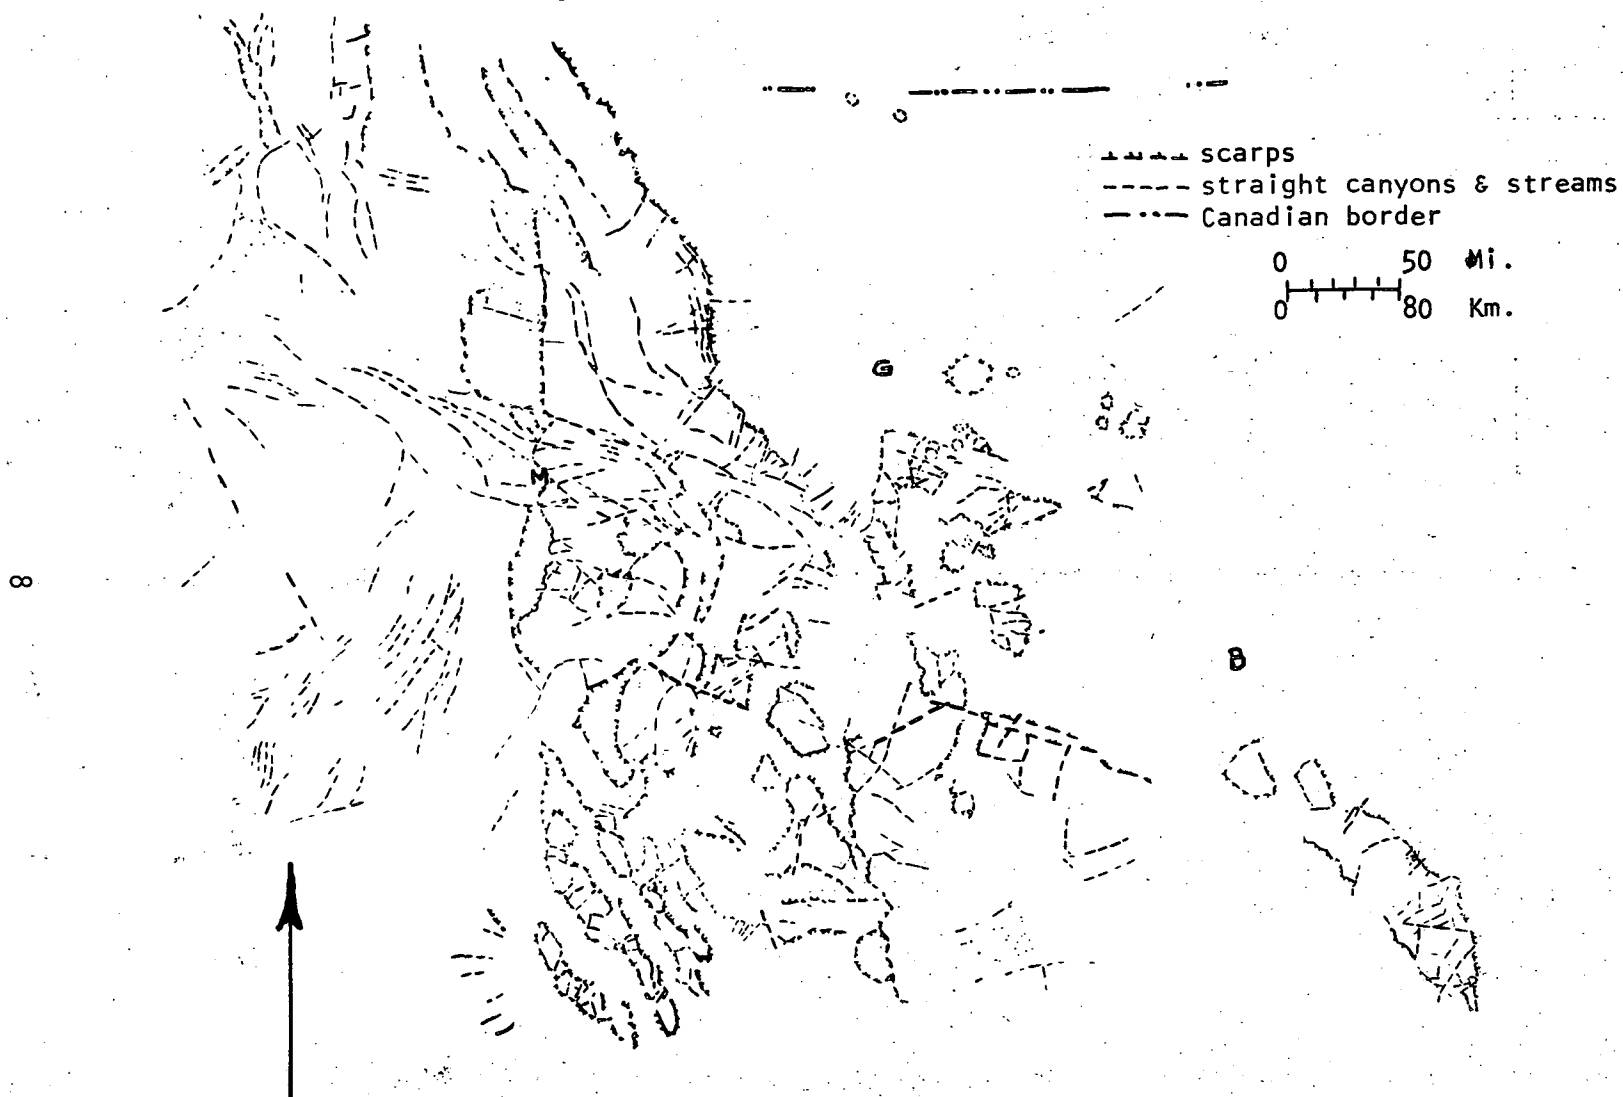 scarps
straight canyons & streams
Canadian border
0 50 Mi.
0 80 Km.
G
M
8
B